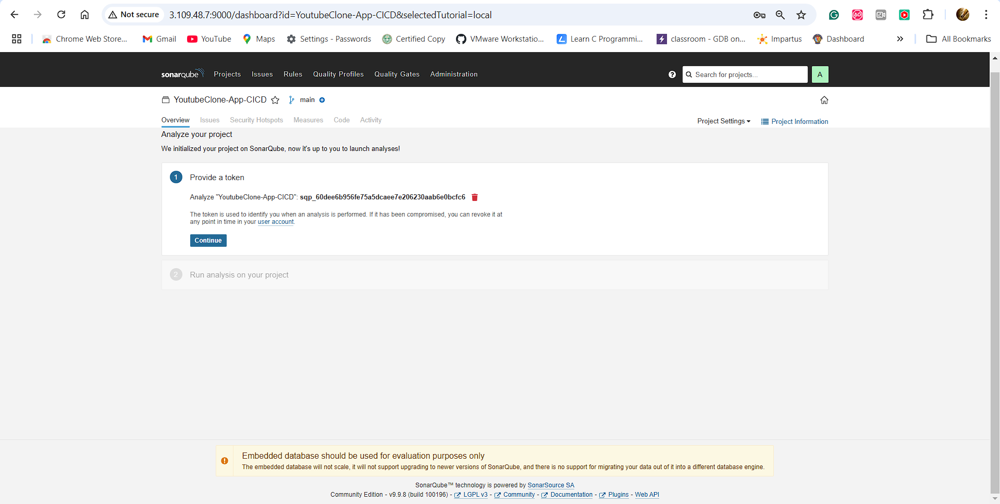 Not secure 3.109.48.7:9000/dashboard?id=YoutubeClone-App-CICD&selectedTutorial=local
Chrome Web Store... Gmail YouTube Maps Settings - Passwords Certified Copy VMware Workstatio... Learn C Programmi... classroom - GDB on... Impartus Dashboard » All Bookmarks
sonarqube Projects Issues Rules Quality Profiles Quality Gates Administration ? Search for projects... A
YoutubeClone-App-CICD main
Overview Issues Security Hotspots Measures Code Activity Project Settings Project Information
Analyze your project
We initialized your project on SonarQube, now it's up to you to launch analyses!
1 Provide a token
Analyze "YoutubeClone-App-CICD": sqp_60dee6b956fe75a5dcaee7e206230aab6e0bcfc6
The token is used to identify you when an analysis is performed. If it has been compromised, you can revoke it at
any point in time in your user account.
Continue
2 Run analysis on your project
Embedded database should be used for evaluation purposes only
The embedded database will not scale, it will not support upgrading to newer versions of SonarQube, and there is no support for migrating your data out of it into a different database engine.
SonarQube™ technology is powered by SonarSource SA
Community Edition - v9.9.8 (build 100196) - LGPL v3 - Community - Documentation - Plugins - Web API